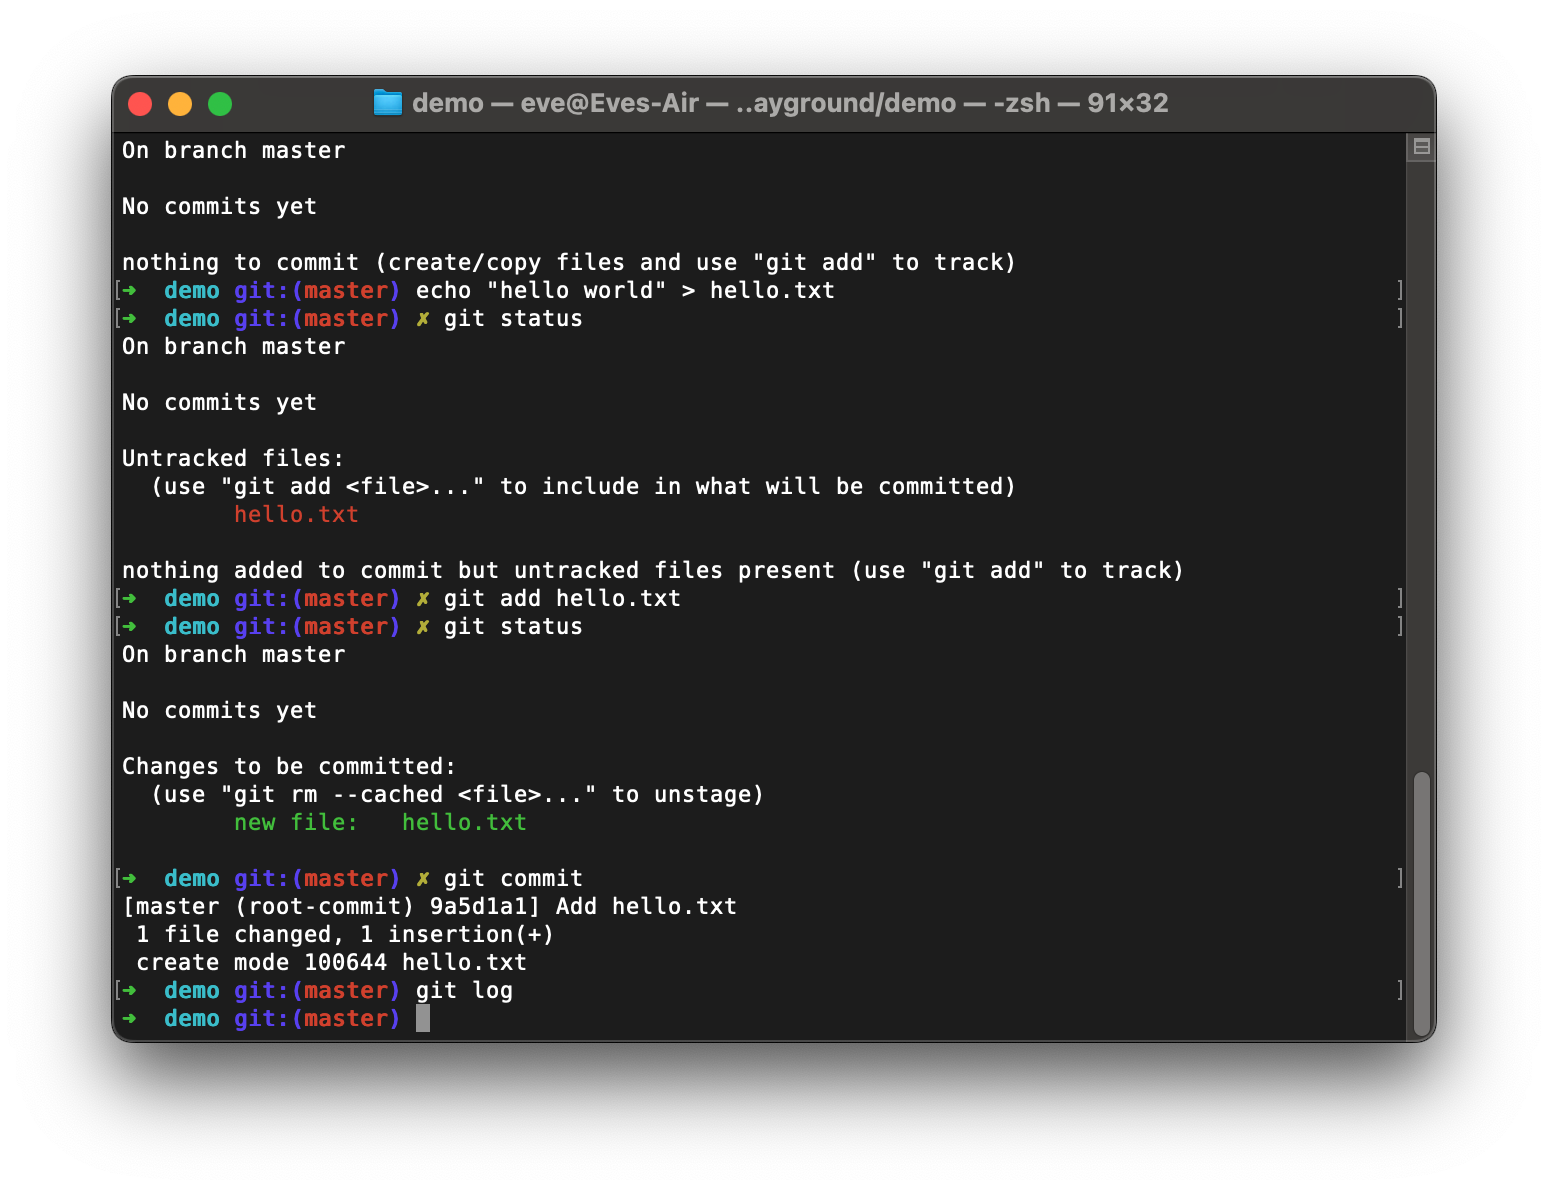 demo — eve@Eves-Air — ..ayground/demo — -zsh — 91×32
On branch master
No commits yet
nothing to commit (create/copy files and use "git add" to track)
[➜  demo git:(master) echo "hello world" > hello.txt ]
[➜  demo git:(master) ✗ git status ]
On branch master
No commits yet
Untracked files:
  (use "git add <file>..." to include in what will be committed)
        hello.txt
nothing added to commit but untracked files present (use "git add" to track)
[➜  demo git:(master) ✗ git add hello.txt ]
[➜  demo git:(master) ✗ git status ]
On branch master
No commits yet
Changes to be committed:
  (use "git rm --cached <file>..." to unstage)
        new file:   hello.txt
[➜  demo git:(master) ✗ git commit ]
[master (root-commit) 9a5d1a1] Add hello.txt
 1 file changed, 1 insertion(+)
 create mode 100644 hello.txt
[➜  demo git:(master) git log ]
➜  demo git:(master)